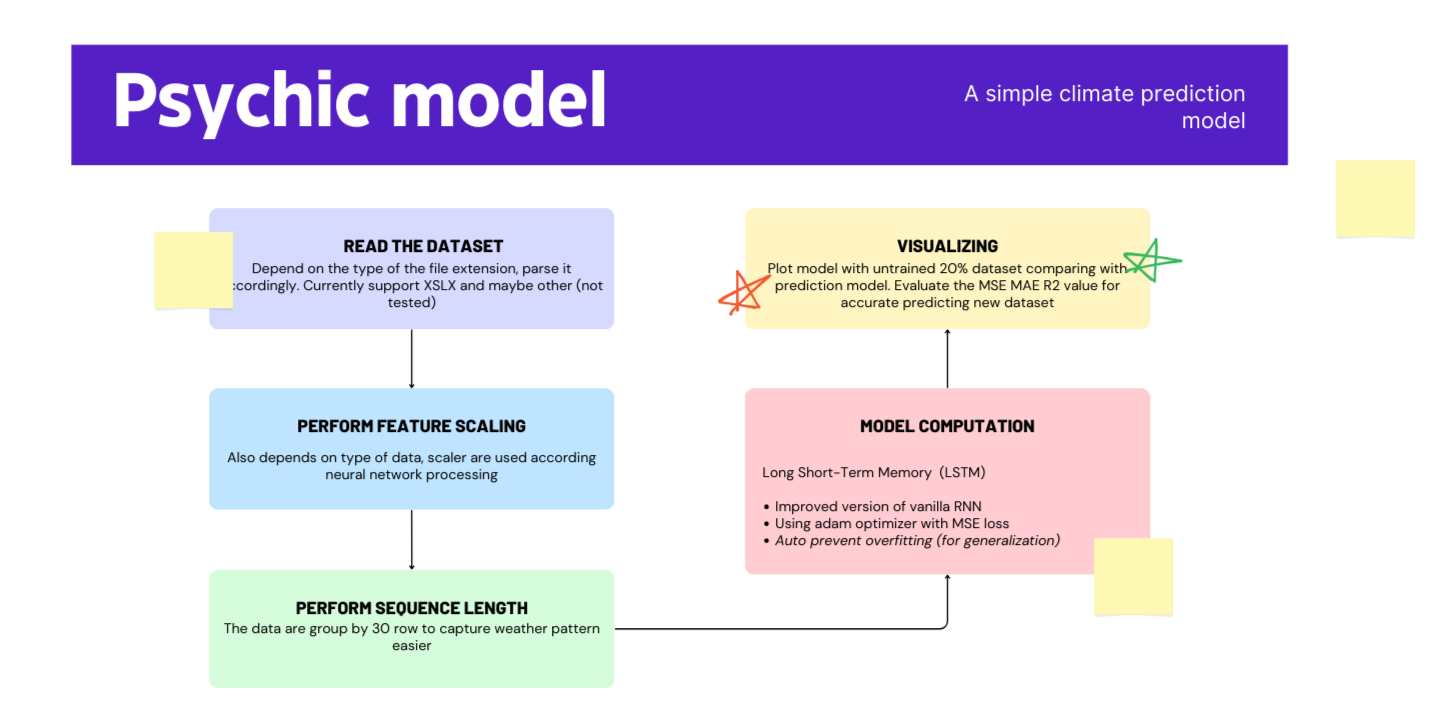 Psychic model
A simple climate prediction
model
READ THE DATASET
Depend on the type of the file extension, parse it
ccordingly. Currently support XSLX and maybe other (not
tested)
PERFORM FEATURE SCALING
Also depends on type of data, scaler are used according
neural network processing
PERFORM SEQUENCE LENGTH
The data are group by 30 row to capture weather pattern
easier
MODEL COMPUTATION
Long Short-Term Memory (LSTM)
• Improved version of vanilla RNN
• Using adam optimizer with MSE loss
• Auto prevent overfitting (for generalization)
VISUALIZING
Plot model with untrained 20% dataset comparing with
prediction model. Evaluate the MSE MAE R2 value for
accurate predicting new dataset